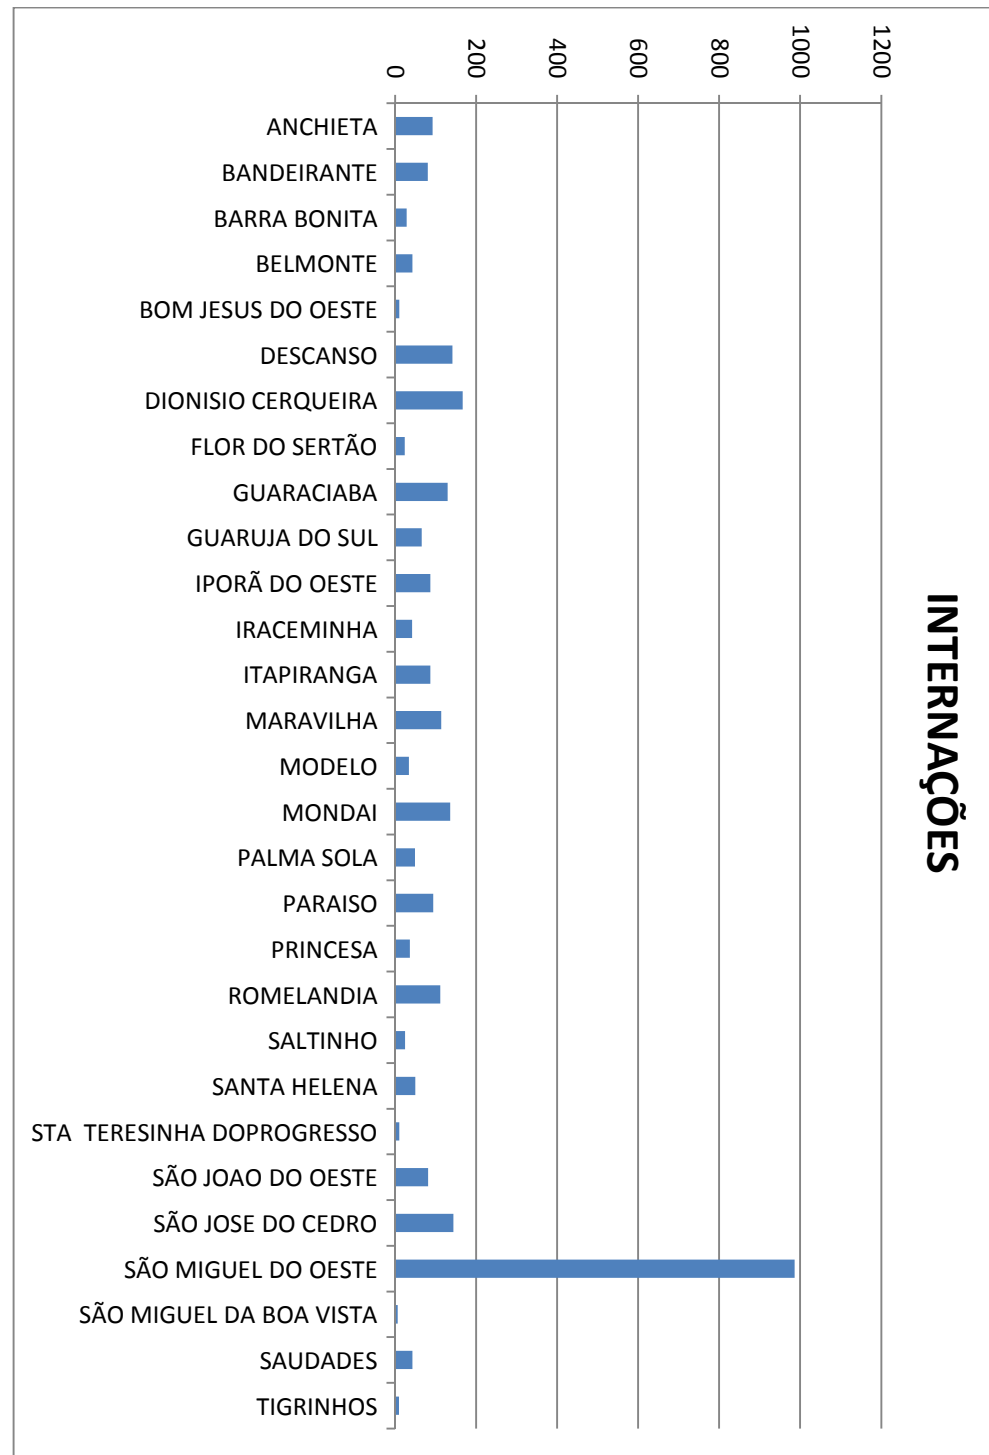 INTERNAÇÕES
1200
1000
800
600
400
200
0
ANCHIETA
BANDEIRANTE
BARRA BONITA
BELMONTE
BOM JESUS DO OESTE
DESCANSO
DIONISIO CERQUEIRA
FLOR DO SERTÃO
GUARACIABA
GUARUJA DO SUL
IPORÃ DO OESTE
IRACEMINHA
ITAPIRANGA
MARAVILHA
MODELO
MONDAI
PALMA SOLA
PARAISO
PRINCESA
ROMELANDIA
SALTINHO
SANTA HELENA
STA  TERESINHA DOPROGRESSO
SÃO JOAO DO OESTE
SÃO JOSE DO CEDRO
SÃO MIGUEL DO OESTE
SÃO MIGUEL DA BOA VISTA
SAUDADES
TIGRINHOS